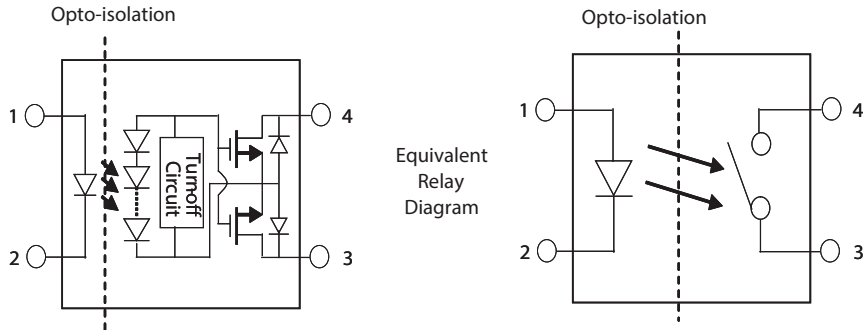 Opto-isolation
1
2
Turnoff
Circuit
4
3
Equivalent
Relay
Diagram
Opto-isolation
1
2
4
3